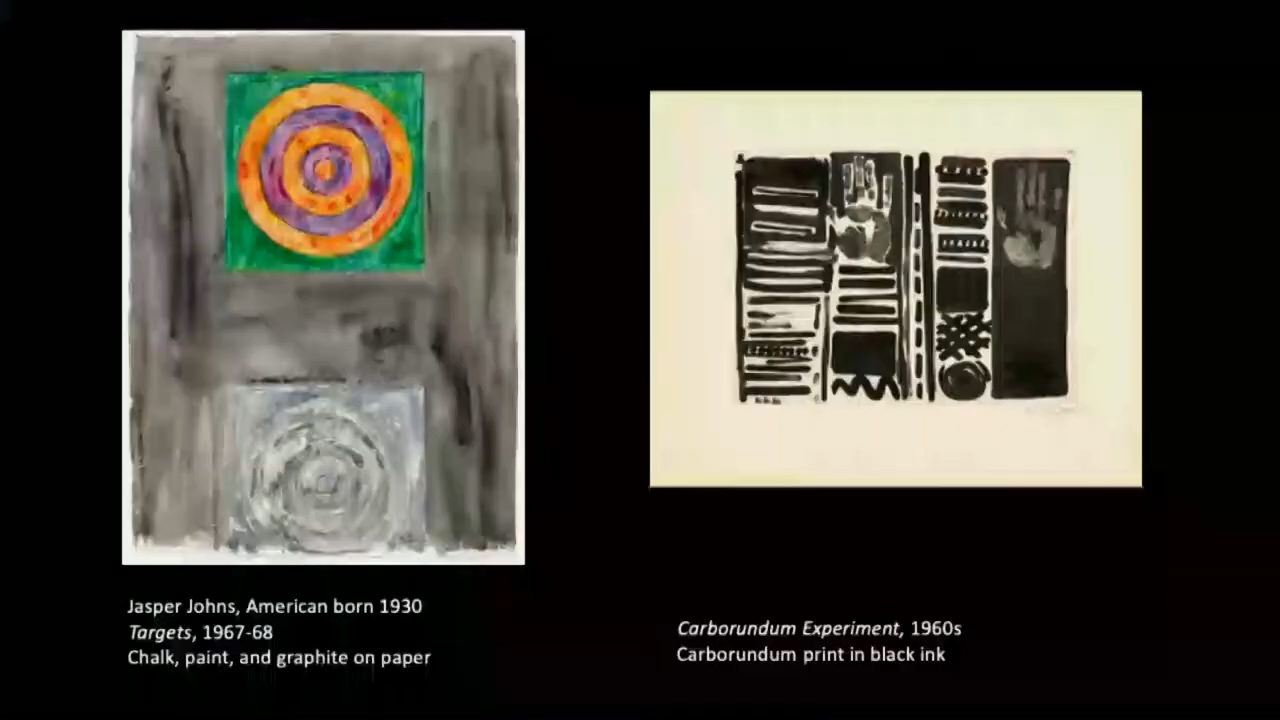 Jasper Johns, American born 1930
Targets, 1967-68
Chalk, paint, and graphite on paper
Carborundum Experiment, 1960s
Carborundum print in black ink